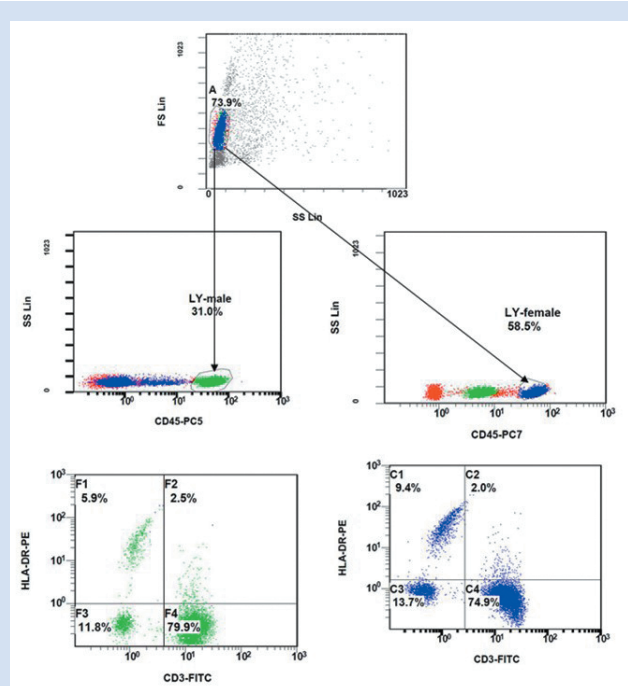 1023
FS Lin
A
73.9%
0
0
1023
SS Lin
1023
SS Lin
LY-male
31.0%
0
10⁰ 10¹ 10² 10³
CD45-PC5
1023
SS Lin
LY-female
58.5%
0
10⁰ 10¹ 10² 10³
CD45-PC7
10³
10²
10¹
10⁰
HLA-DR-PE
F1
5.9%
F2
2.5%
F3
11.8%
F4
79.9%
10⁰ 10¹ 10² 10³
CD3-FITC
10³
10²
10¹
10⁰
HLA-DR-PE
C1
9.4%
C2
2.0%
C3
13.7%
C4
74.9%
10⁰ 10¹ 10² 10³
CD3-FITC